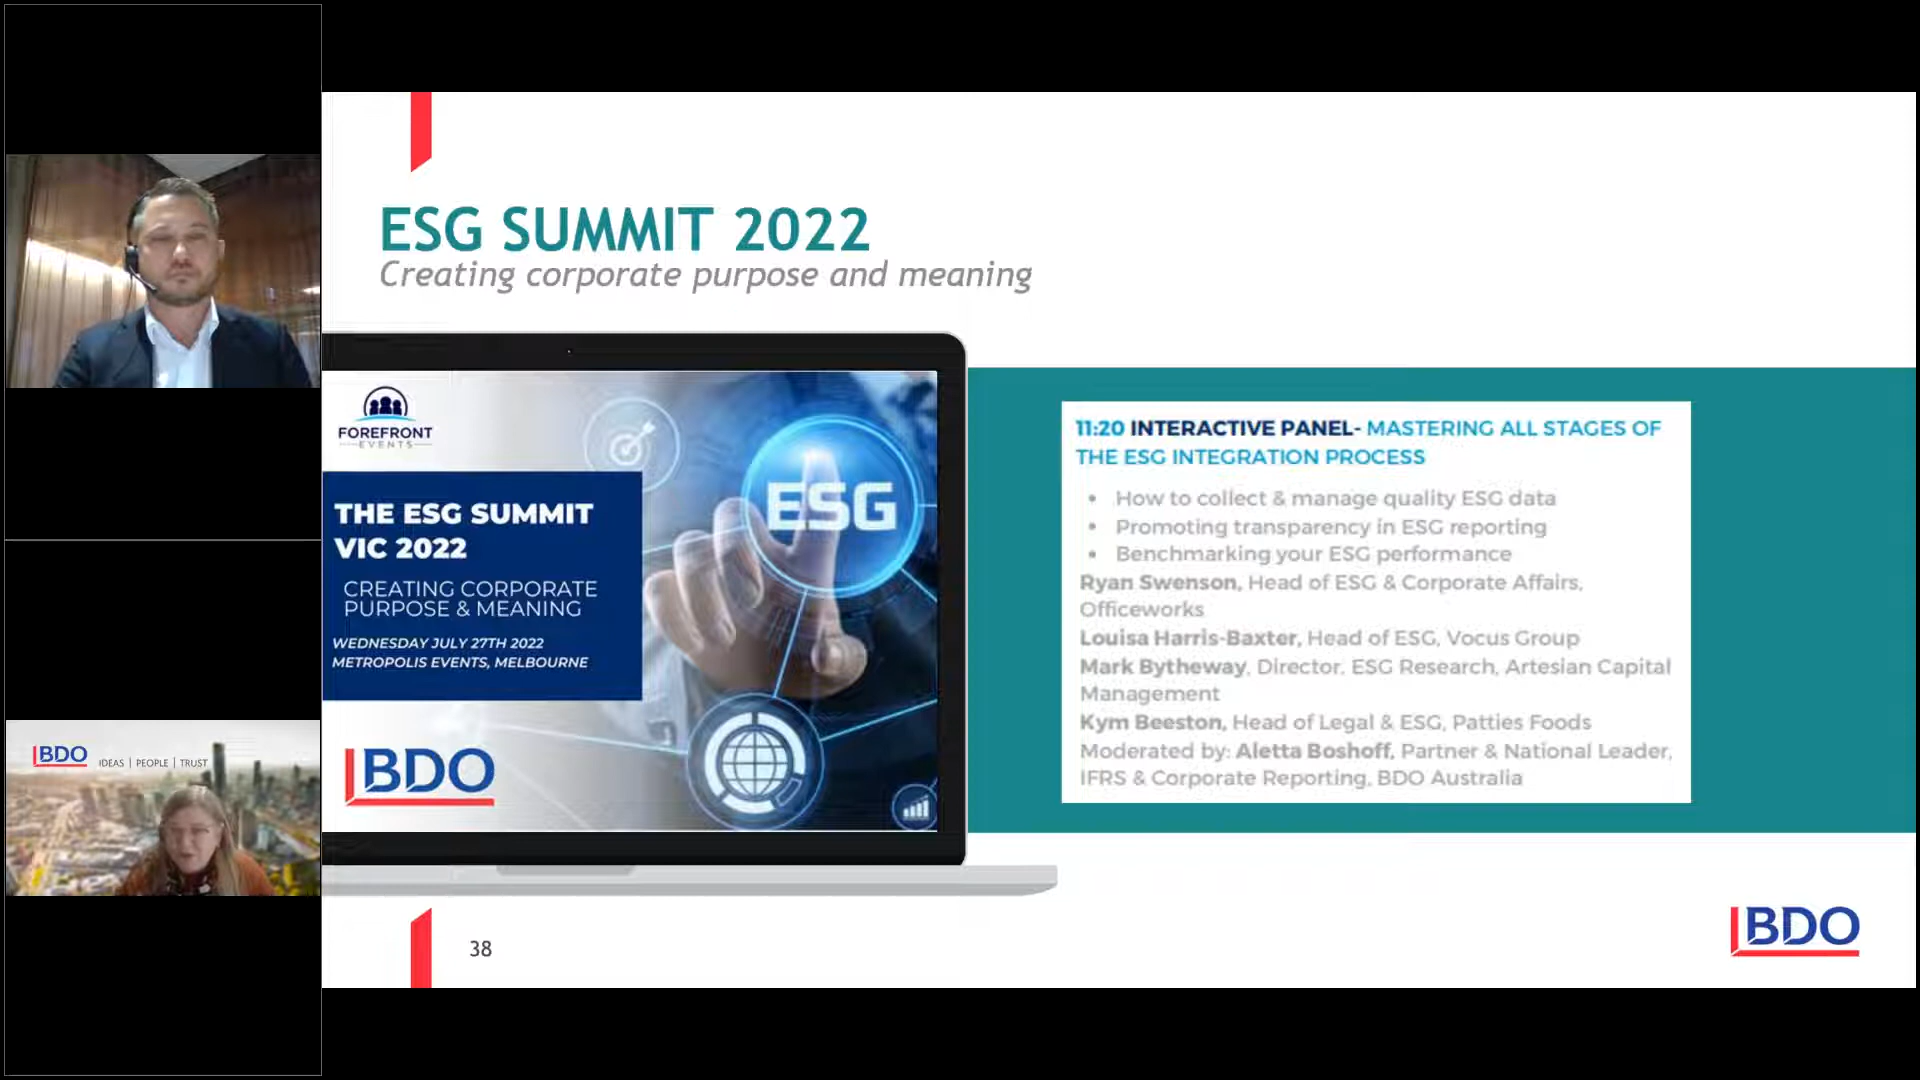 ESG SUMMIT 2022
Creating corporate purpose and meaning
FOREFRONT
EVENTS
THE ESG SUMMIT
VIC 2022
CREATING CORPORATE
PURPOSE & MEANING
WEDNESDAY JULY 27TH 2022
METROPOLIS EVENTS, MELBOURNE
ESG
BDO
11:20 INTERACTIVE PANEL- MASTERING ALL STAGES OF
THE ESG INTEGRATION PROCESS
• How to collect & manage quality ESG data
• Promoting transparency in ESG reporting
• Benchmarking your ESG performance
Ryan Swenson, Head of ESG & Corporate Affairs,
Officeworks
Louisa Harris-Baxter, Head of ESG, Vocus Group
Mark Bytheway, Director, ESG Research, Artesian Capital
Management
Kym Beeston, Head of Legal & ESG, Patties Foods
Moderated by: Aletta Boshoff, Partner & National Leader,
IFRS & Corporate Reporting, BDO Australia
BDO IDEAS | PEOPLE | TRUST
38
BDO